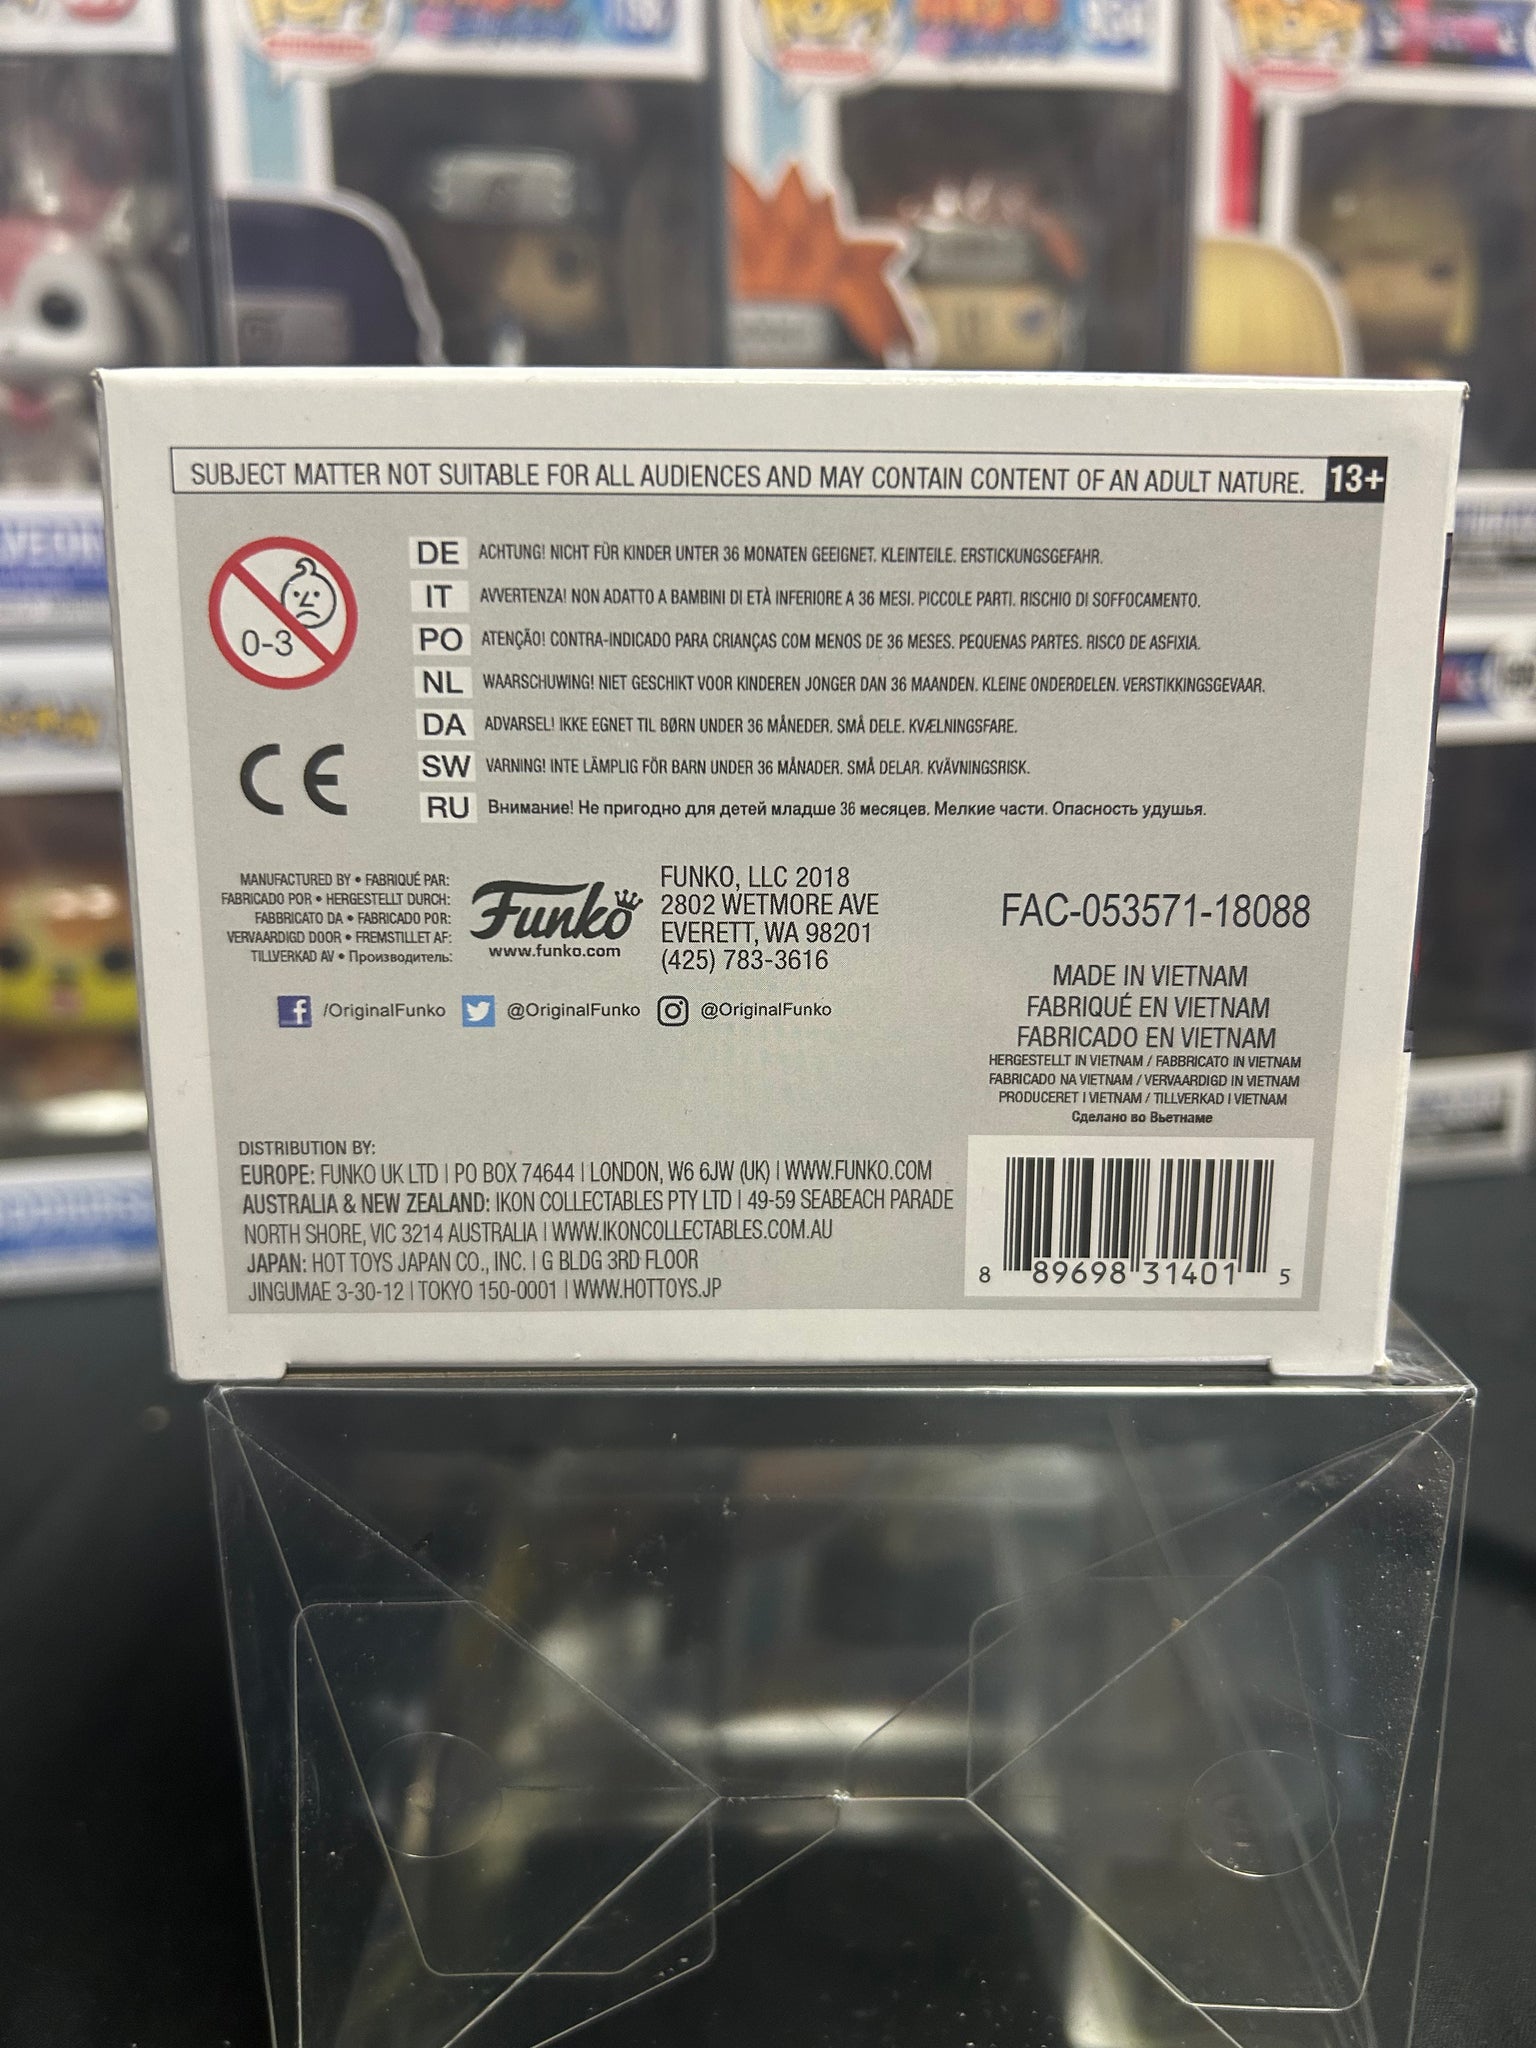 SUBJECT MATTER NOT SUITABLE FOR ALL AUDIENCES AND MAY CONTAIN CONTENT OF AN ADULT NATURE. 13+
0-3
DE ACHTUNG! NICHT FÜR KINDER UNTER 36 MONATEN GEEIGNET. KLEINTEILE. ERSTICKUNGSGEFAHR.
IT AVVERTENZA! NON ADATTO A BAMBINI DI ETÀ INFERIORE A 36 MESI. PICCOLE PARTI. RISCHIO DI SOFFOCAMENTO.
PO ATENÇÃO! CONTRA-INDICADO PARA CRIANÇAS COM MENOS DE 36 MESES. PEQUENAS PARTES. RISCO DE ASFIXIA.
NL WAARSCHUWING! NIET GESCHIKT VOOR KINDEREN JONGER DAN 36 MAANDEN. KLEINE ONDERDELEN. VERSTIKKINGSGEVAAR.
DA ADVARSEL! IKKE EGNET TIL BØRN UNDER 36 MÅNEDER. SMÅ DELE. KVÆLNINGSFARE.
SW VARNING! INTE LÄMPLIG FÖR BARN UNDER 36 MÅNADER. SMÅ DELAR. KVÄVNINGSRISK.
RU Внимание! Не пригодно для детей младше 36 месяцев. Мелкие части. Опасность удушья.
CE
MANUFACTURED BY • FABRIQUÉ PAR:
FABRICADO POR • HERGESTELLT DURCH:
FABBRICATO DA • FABRICADO POR:
VERVAARDIGD DOOR • FREMSTILLET AF:
TILLVERKAD AV • Производитель:
Funko
www.funko.com
FUNKO, LLC 2018
2802 WETMORE AVE
EVERETT, WA 98201
(425) 783-3616
/OriginalFunko @OriginalFunko @OriginalFunko
FAC-053571-18088
MADE IN VIETNAM
FABRIQUÉ EN VIETNAM
FABRICADO EN VIETNAM
HERGESTELLT IN VIETNAM / FABBRICATO IN VIETNAM
FABRICADO NA VIETNAM / VERVAARDIGD IN VIETNAM
PRODUCERET I VIETNAM / TILLVERKAD I VIETNAM
Сделано во Вьетнаме
DISTRIBUTION BY:
EUROPE: FUNKO UK LTD | PO BOX 74644 | LONDON, W6 6JW (UK) | WWW.FUNKO.COM
AUSTRALIA & NEW ZEALAND: IKON COLLECTABLES PTY LTD | 49-59 SEABEACH PARADE
NORTH SHORE, VIC 3214 AUSTRALIA | WWW.IKONCOLLECTABLES.COM.AU
JAPAN: HOT TOYS JAPAN CO., INC. | G BLDG 3RD FLOOR
JINGUMAE 3-30-12 | TOKYO 150-0001 | WWW.HOTTOYS.JP
8 89698 31401 5